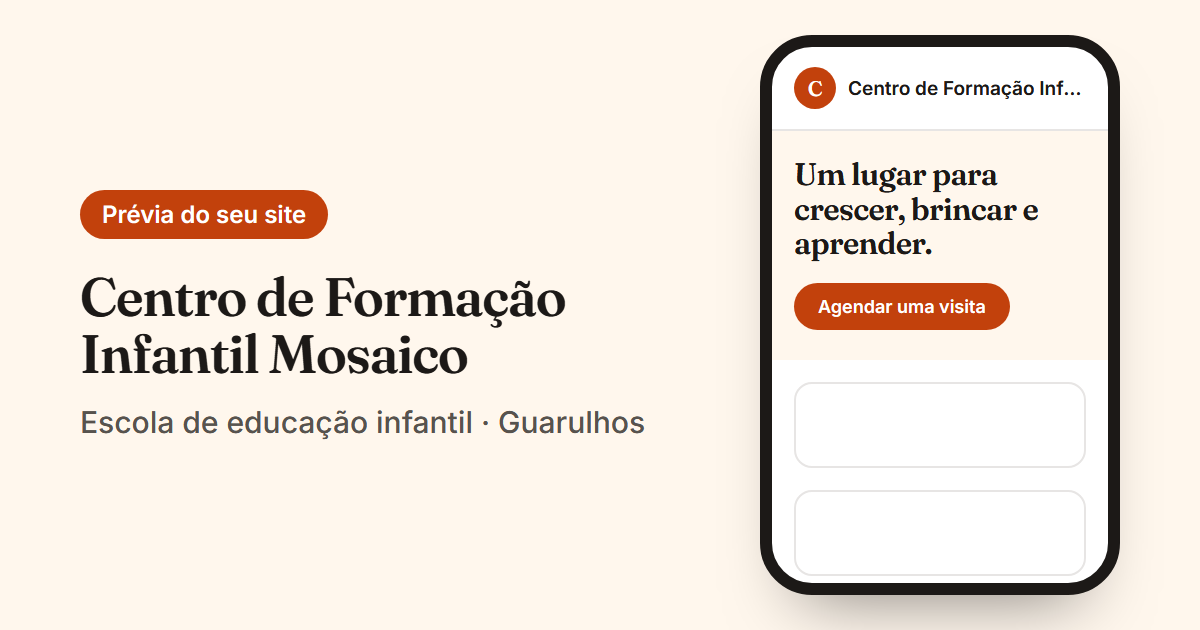 Prévia do seu site
Centro de Formação
Infantil Mosaico
Escola de educação infantil · Guarulhos
C
Centro de Formação Inf...
Um lugar para
crescer, brincar e
aprender.
Agendar uma visita